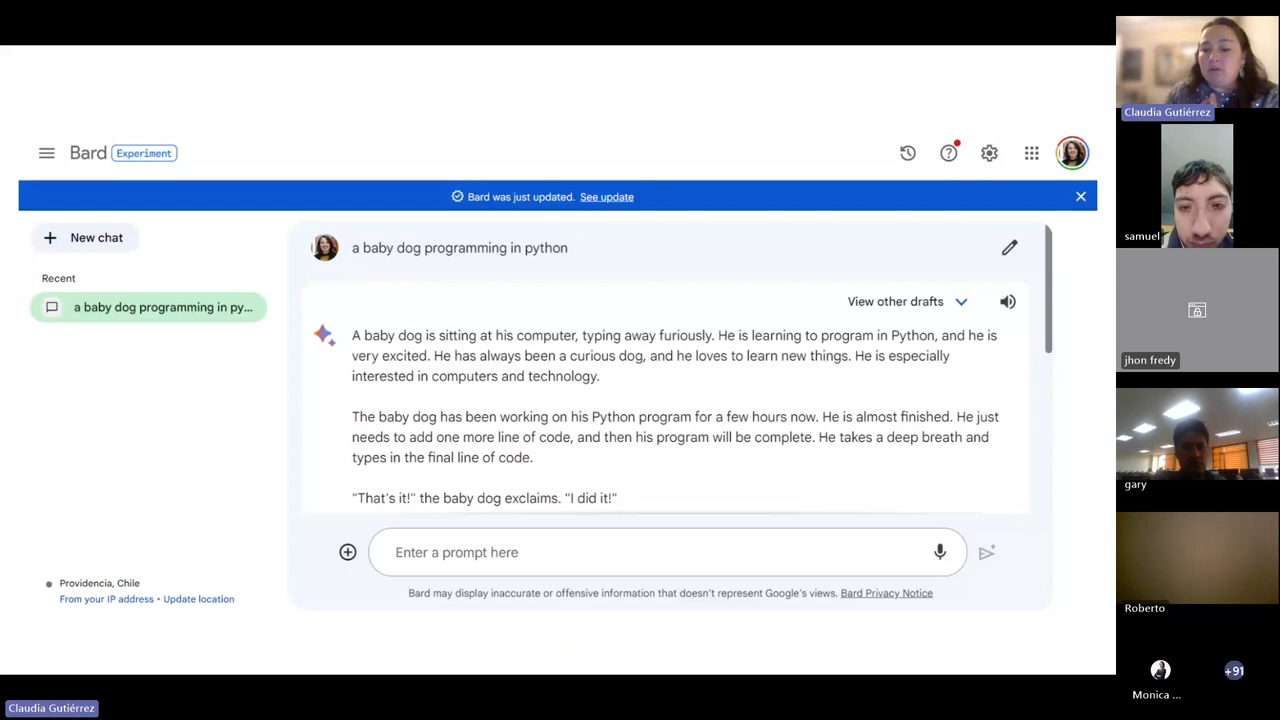 Bard Experiment
Bard was just updated. See update
New chat
Recent
a baby dog programming in py...
a baby dog programming in python
View other drafts
A baby dog is sitting at his computer, typing away furiously. He is learning to program in Python, and he is
very excited. He has always been a curious dog, and he loves to learn new things. He is especially
interested in computers and technology.
The baby dog has been working on his Python program for a few hours now. He is almost finished. He just
needs to add one more line of code, and then his program will be complete. He takes a deep breath and
types in the final line of code.
"That's it!" the baby dog exclaims. "I did it!"
Enter a prompt here
Bard may display inaccurate or offensive information that doesn't represent Google's views. Bard Privacy Notice
Providencia, Chile
From your IP address • Update location
Claudia Gutiérrez
samuel
jhon fredy
gary
Roberto
Monica ...
+91
Claudia Gutiérrez